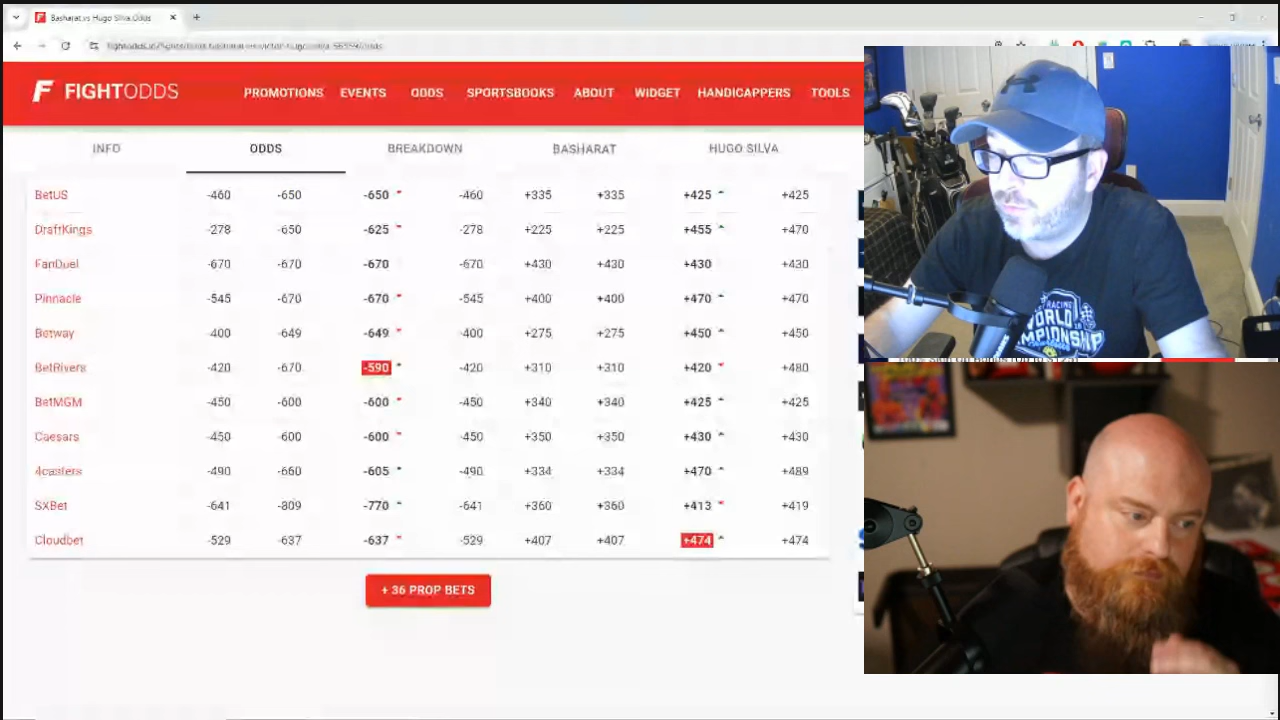 Basharat vs Hugo Silva Odds
FIGHTODDS
PROMOTIONS EVENTS ODDS SPORTSBOOKS ABOUT WIDGET HANDICAPPERS TOOLS
INFO ODDS BREAKDOWN BASHARAT HUGO SILVA
BetUS -460 -650 -650 -460 +335 +335 +425 +425
DraftKings -278 -650 -625 -278 +225 +225 +455 +470
FanDuel -670 -670 -670 -670 +430 +430 +430 +430
Pinnacle -545 -670 -670 -545 +400 +400 +470 +470
Betway -400 -649 -649 -400 +275 +275 +450 +450
BetRivers -420 -670 -590 -420 +310 +310 +420 +480
BetMGM -450 -600 -600 -450 +340 +340 +425 +425
Caesars -450 -600 -600 -450 +350 +350 +430 +430
4casters -490 -660 -605 -490 +334 +334 +470 +489
SXBet -641 -809 -770 -641 +360 +360 +413 +419
Cloudbet -529 -637 -637 -529 +407 +407 +474 +474
+ 36 PROP BETS
RACING
WORLD
CHAMPIONSHIP